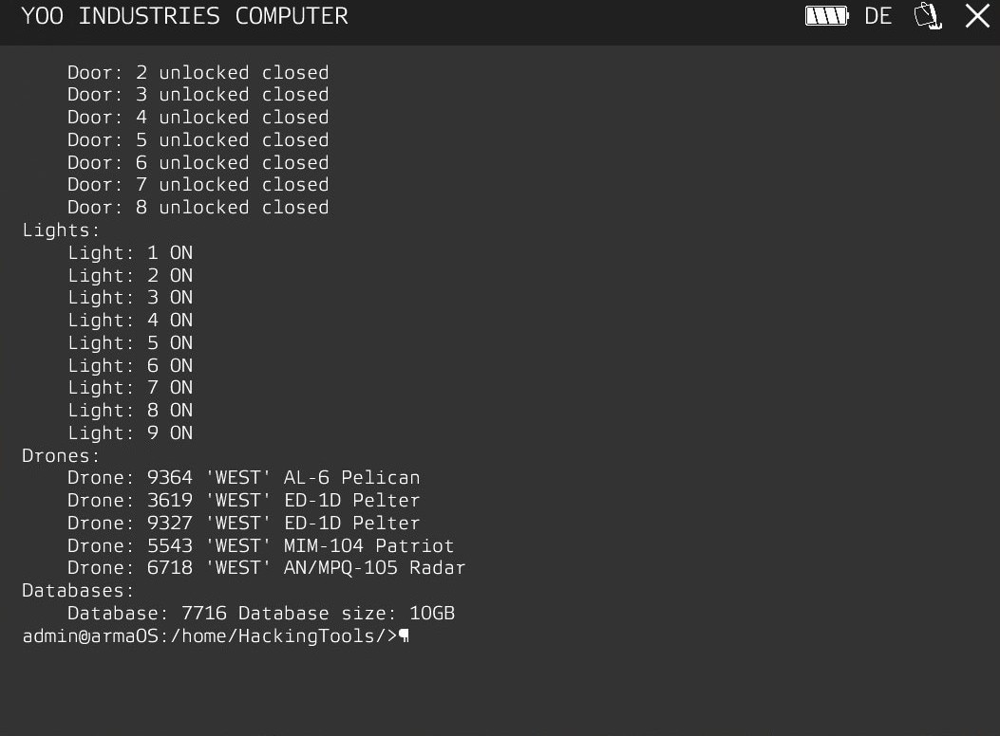 YOO INDUSTRIES COMPUTER DE
Door: 2 unlocked closed
Door: 3 unlocked closed
Door: 4 unlocked closed
Door: 5 unlocked closed
Door: 6 unlocked closed
Door: 7 unlocked closed
Door: 8 unlocked closed
Lights:
Light: 1 ON
Light: 2 ON
Light: 3 ON
Light: 4 ON
Light: 5 ON
Light: 6 ON
Light: 7 ON
Light: 8 ON
Light: 9 ON
Drones:
Drone: 9364 'WEST' AL-6 Pelican
Drone: 3619 'WEST' ED-1D Pelter
Drone: 9327 'WEST' ED-1D Pelter
Drone: 5543 'WEST' MIM-104 Patriot
Drone: 6718 'WEST' AN/MPQ-105 Radar
Databases:
Database: 7716 Database size: 10GB
admin@armaOS:/home/HackingTools/>¶